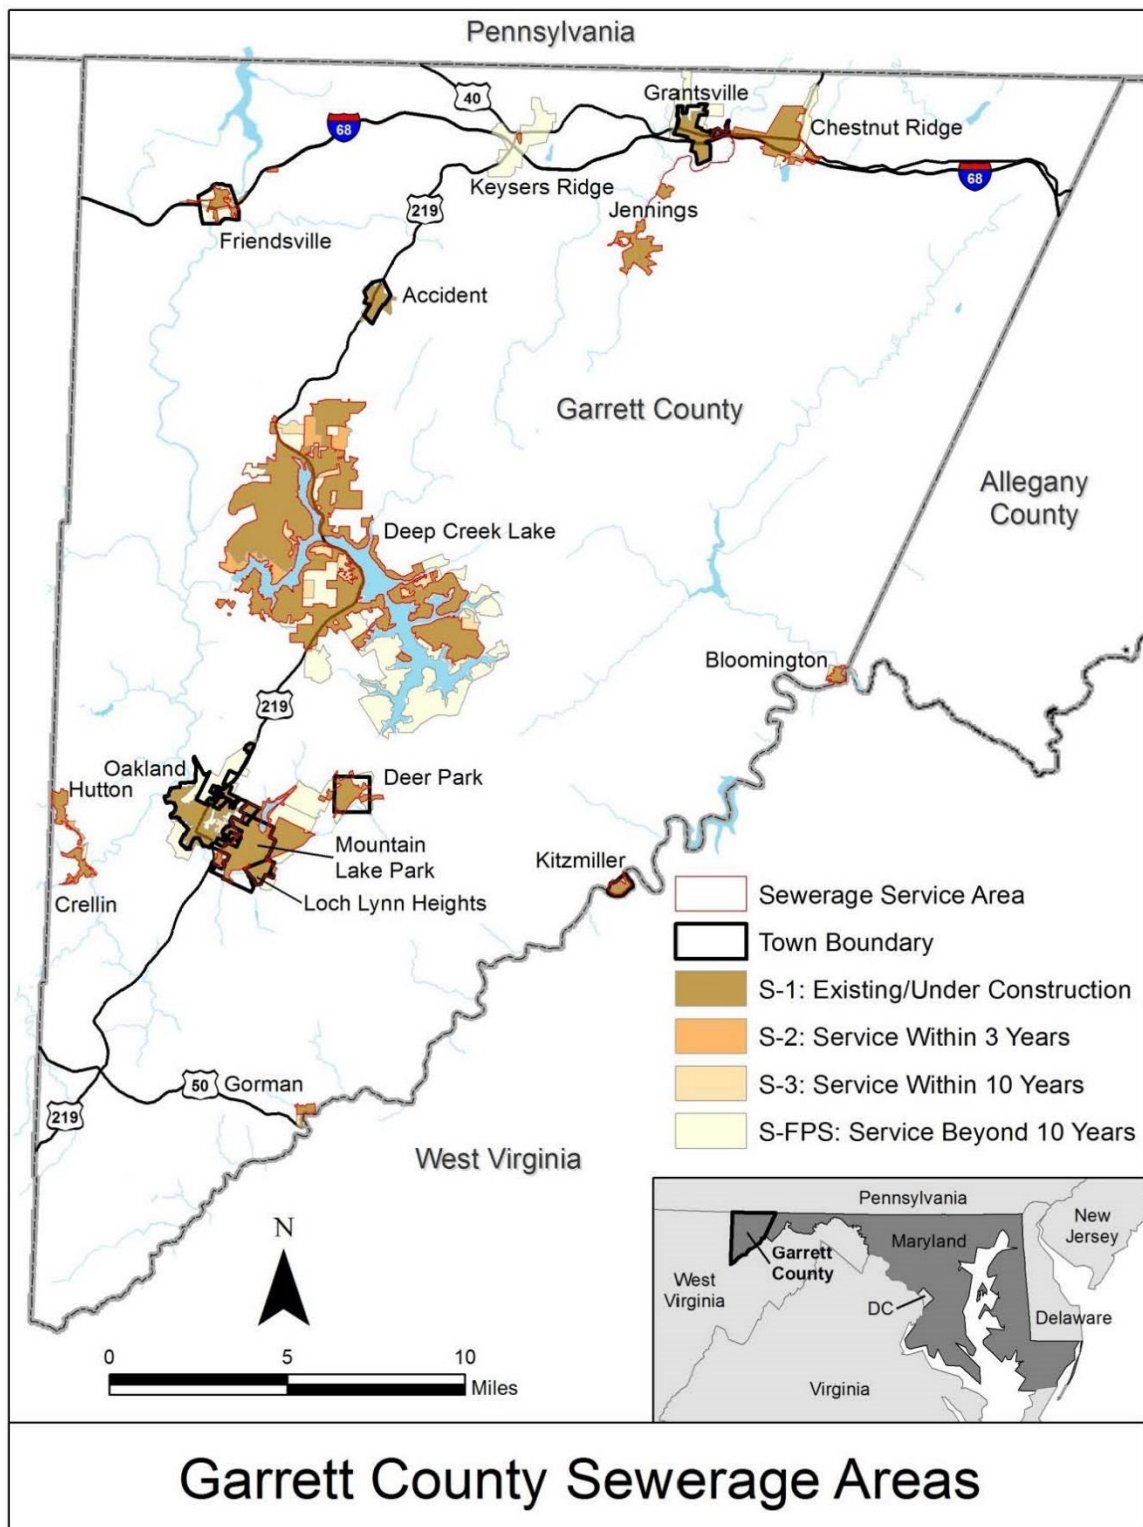 Pennsylvania
40
Grantsville
68
Chestnut Ridge
Keysers Ridge
68
219
Jennings
Friendsville
Accident
Garrett County
Allegany
County
Deep Creek Lake
Bloomington
219
Oakland
Hutton
Deer Park
Mountain
Lake Park
Kitzmiller
Crellin
Loch Lynn Heights
Sewerage Service Area
Town Boundary
S-1: Existing/Under Construction
S-2: Service Within 3 Years
S-3: Service Within 10 Years
S-FPS: Service Beyond 10 Years
50
Gorman
219
West Virginia
N
0 5 10
Miles
Pennsylvania
New
Jersey
Maryland
Garrett
County
West
Virginia
DC
Delaware
Virginia
Garrett County Sewerage Areas